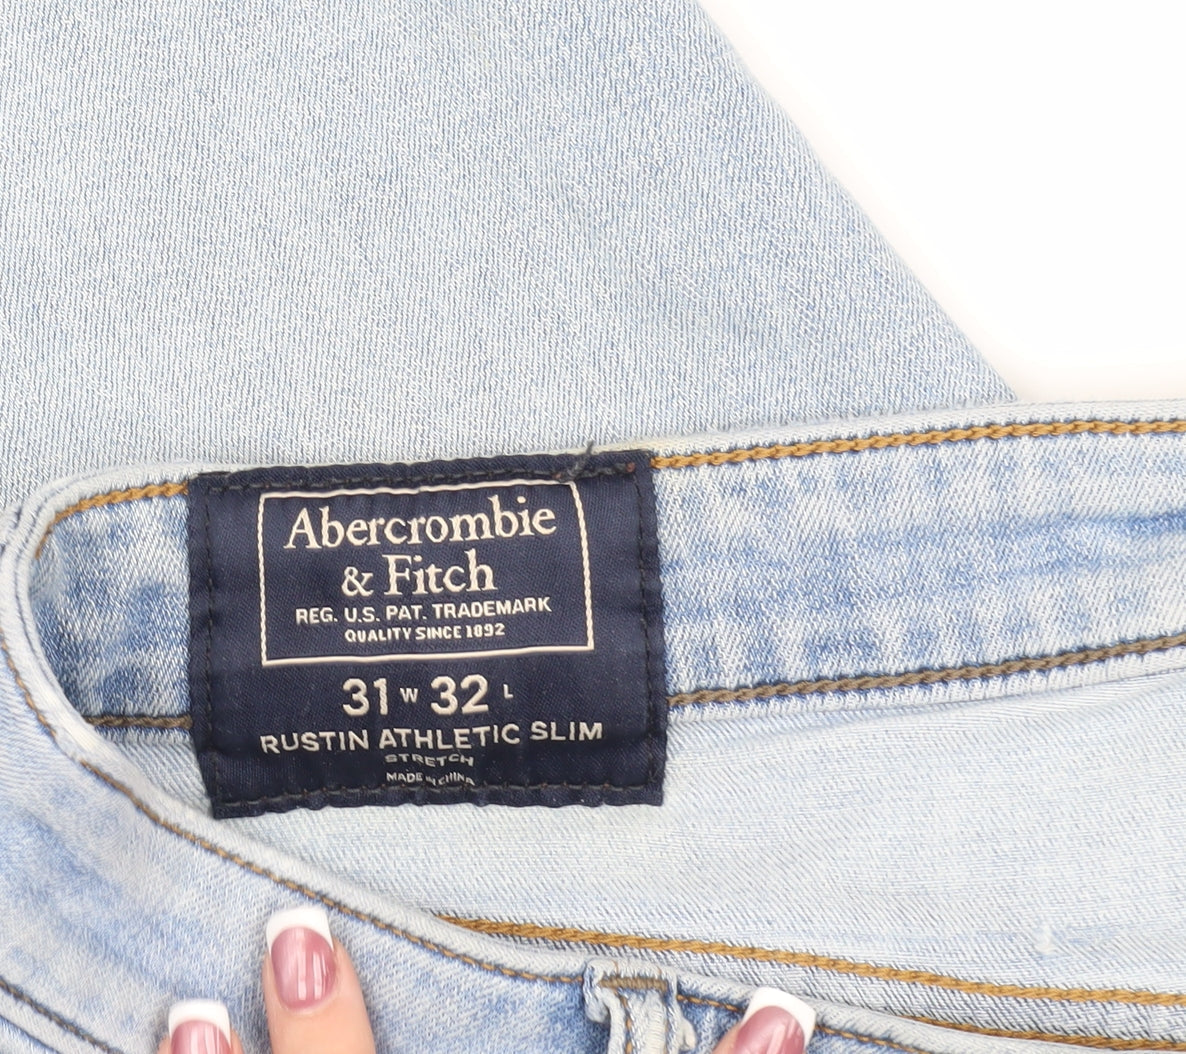 Abercrombie
& Fitch
REG. U.S. PAT. TRADEMARK
QUALITY SINCE 1892
31 W 32 L
RUSTIN ATHLETIC SLIM
STRETCH
MADE IN CHINA